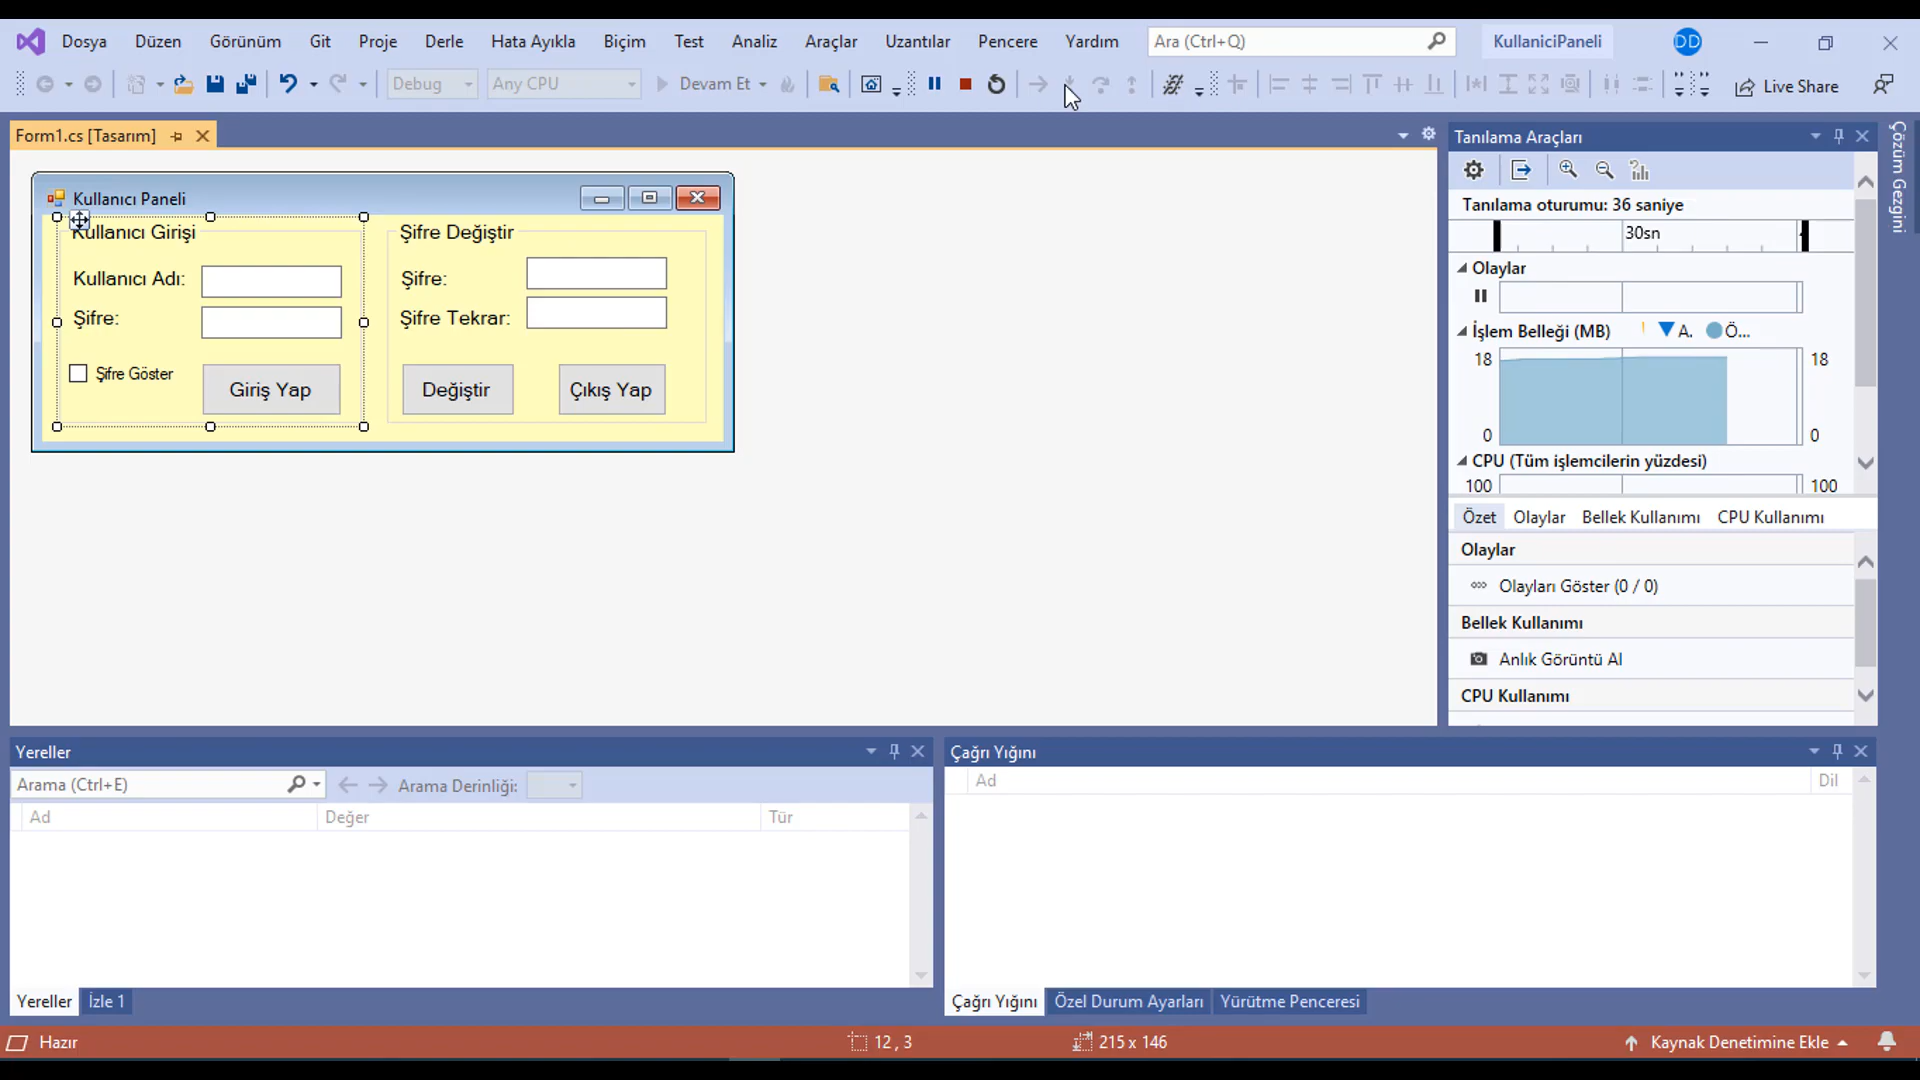 Dosya Düzen Görünüm Git Proje Derle Hata Ayıkla Biçim Test Analiz Araçlar Uzantılar Pencere Yardım Ara (Ctrl+Q) KullaniciPaneli DD
Debug Any CPU Devam Et Live Share
Form1.cs [Tasarım]
Kullanıcı Paneli
Kullanıcı Girişi
Kullanıcı Adı:
Şifre:
Şifre Göster
Giriş Yap
Şifre Değiştir
Şifre:
Şifre Tekrar:
Değiştir
Çıkış Yap
Tanılama Araçları
Tanılama oturumu: 36 saniye
30sn
Olaylar
İşlem Belleği (MB) A. Ö...
18 18
0 0
CPU (Tüm işlemcilerin yüzdesi)
100 100
Özet Olaylar Bellek Kullanımı CPU Kullanımı
Olaylar
Olayları Göster (0 / 0)
Bellek Kullanımı
Anlık Görüntü Al
CPU Kullanımı
Çözüm Gezgini
Yereller
Arama (Ctrl+E) Arama Derinliği:
Ad Değer Tür
Yereller İzle 1
Çağrı Yığını
Ad Dil
Çağrı Yığını Özel Durum Ayarları Yürütme Penceresi
Hazır 12 , 3 215 x 146 Kaynak Denetimine Ekle